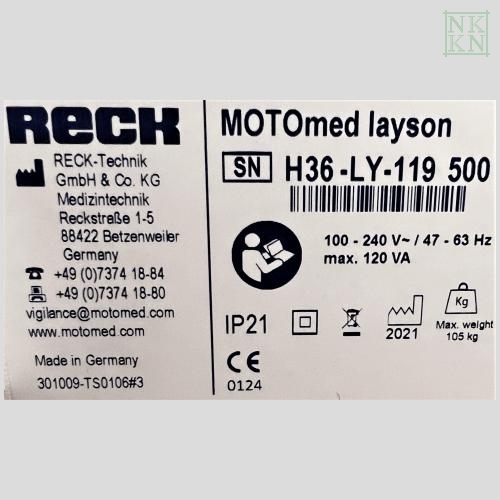 NK
KN
RECK
RECK-Technik
GmbH & Co. KG
Medizintechnik
Reckstraße 1-5
88422 Betzenweiler
Germany
+49 (0)7374 18-84
+49 (0)7374 18-80
vigilance@motomed.com
www.motomed.com
Made in Germany
301009-TS0106#3
MOTOmed layson
SN H36-LY-119 500
100 - 240 V~ / 47 - 63 Hz
max. 120 VA
Kg
IP21
2021
Max. weight
105 kg
CE
0124